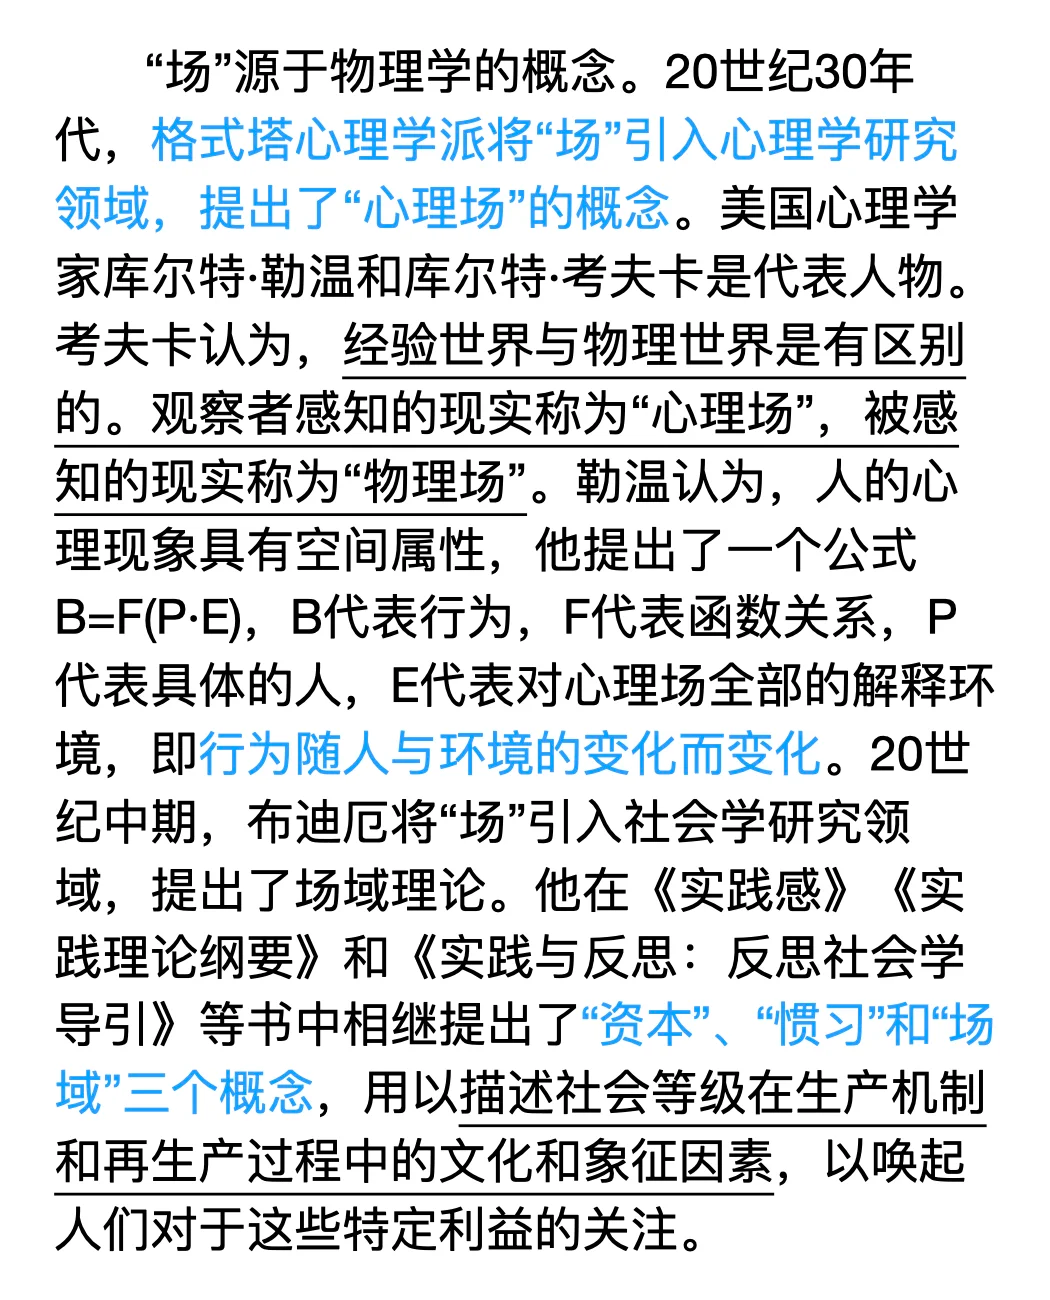 “场”源于物理学的概念。20世纪30年
代，格式塔心理学派将“场”引入心理学研究
领域，提出了“心理场”的概念。美国心理学
家库尔特·勒温和库尔特·考夫卡是代表人物。
考夫卡认为，经验世界与物理世界是有区别
的。观察者感知的现实称为“心理场”，被感
知的现实称为“物理场”。勒温认为，人的心
理现象具有空间属性，他提出了一个公式
B=F(P·E)，B代表行为，F代表函数关系，P
代表具体的人，E代表对心理场全部的解释环
境，即行为随人与环境的变化而变化。20世
纪中期，布迪厄将“场”引入社会学研究领
域，提出了场域理论。他在《实践感》《实
践理论纲要》和《实践与反思：反思社会学
导引》等书中相继提出了“资本”、“惯习”和“场
域”三个概念，用以描述社会等级在生产机制
和再生产过程中的文化和象征因素，以唤起
人们对于这些特定利益的关注。